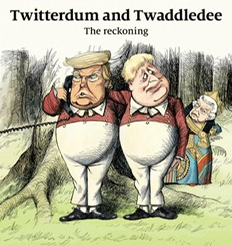 Twitterdum and Twaddledee
The reckoning